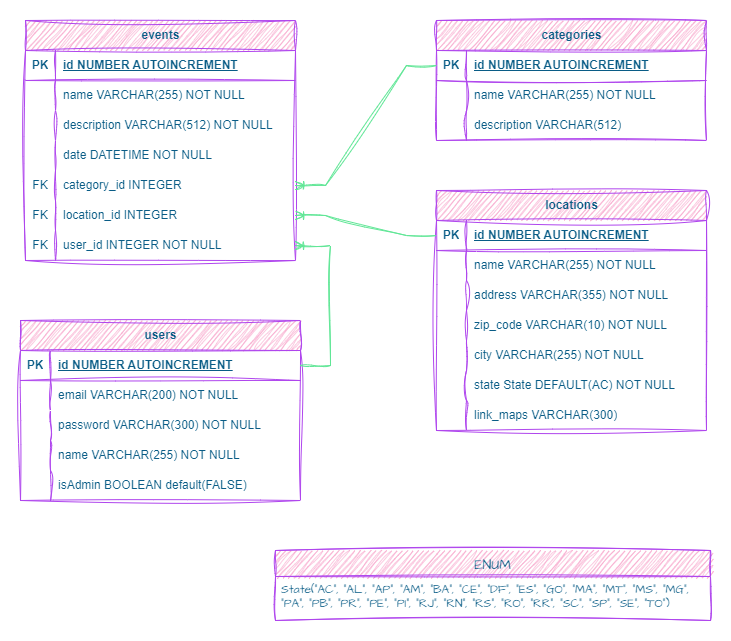 events
PK id NUMBER AUTOINCREMENT
name VARCHAR(255) NOT NULL
description VARCHAR(512) NOT NULL
date DATETIME NOT NULL
FK category_id INTEGER
FK location_id INTEGER
FK user_id INTEGER NOT NULL
categories
PK id NUMBER AUTOINCREMENT
name VARCHAR(255) NOT NULL
description VARCHAR(512)
locations
PK id NUMBER AUTOINCREMENT
name VARCHAR(255) NOT NULL
address VARCHAR(355) NOT NULL
zip_code VARCHAR(10) NOT NULL
city VARCHAR(255) NOT NULL
state State DEFAULT(AC) NOT NULL
link_maps VARCHAR(300)
users
PK id NUMBER AUTOINCREMENT
email VARCHAR(200) NOT NULL
password VARCHAR(300) NOT NULL
name VARCHAR(255) NOT NULL
isAdmin BOOLEAN default(FALSE)
ENUM
State("AC", "AL", "AP", "AM", "BA", "CE", "DF", "ES", "GO", "MA", "MT", "MS", "MG",
"PA", "PB", "PR", "PE", "PI", "RJ", "RN", "RS", "RO", "RR", "SC", "SP", "SE", "TO")